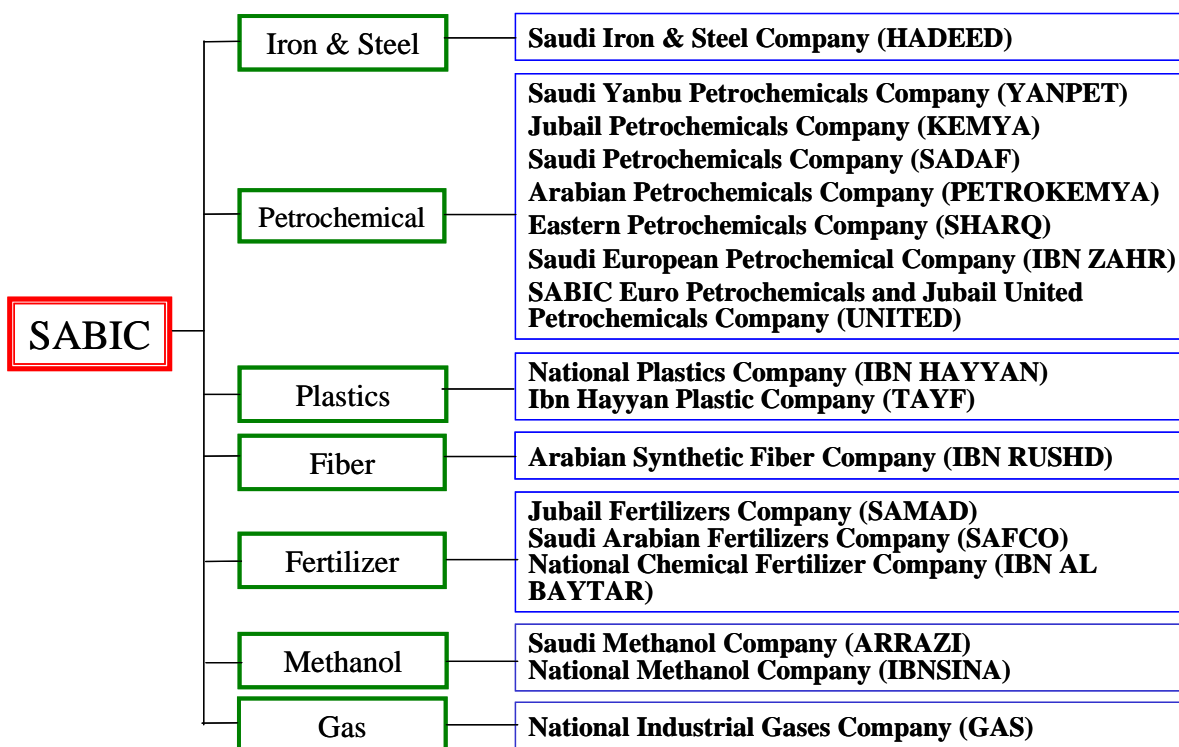 SABIC
Iron & Steel
Saudi Iron & Steel Company (HADEED)
Petrochemical
Saudi Yanbu Petrochemicals Company (YANPET)
Jubail Petrochemicals Company (KEMYA)
Saudi Petrochemicals Company (SADAF)
Arabian Petrochemicals Company (PETROKEMYA)
Eastern Petrochemicals Company (SHARQ)
Saudi European Petrochemical Company (IBN ZAHR)
SABIC Euro Petrochemicals and Jubail United
Petrochemicals Company (UNITED)
Plastics
National Plastics Company (IBN HAYYAN)
Ibn Hayyan Plastic Company (TAYF)
Fiber
Arabian Synthetic Fiber Company (IBN RUSHD)
Fertilizer
Jubail Fertilizers Company (SAMAD)
Saudi Arabian Fertilizers Company (SAFCO)
National Chemical Fertilizer Company (IBN AL
BAYTAR)
Methanol
Saudi Methanol Company (ARRAZI)
National Methanol Company (IBNSINA)
Gas
National Industrial Gases Company (GAS)